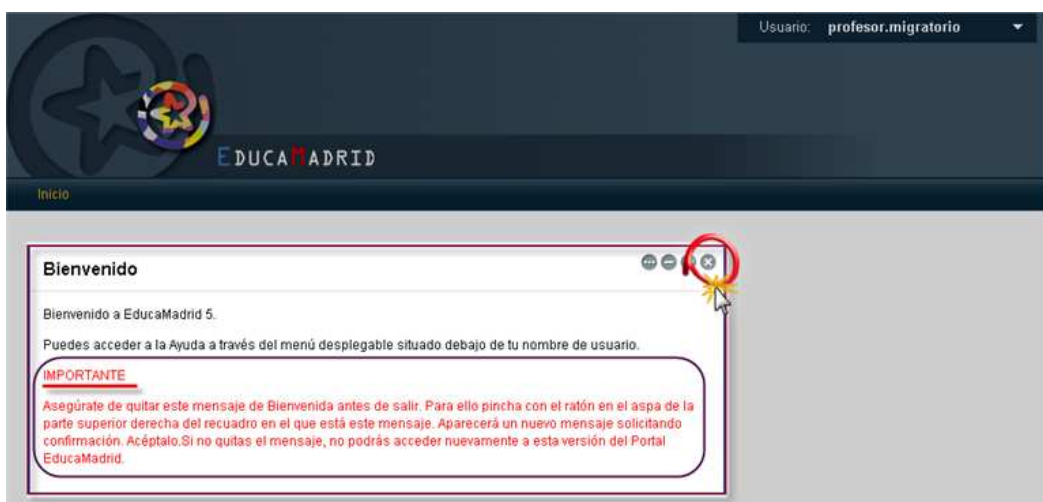 Usuario: profesor.migratorio
EDUCAMADRID
Inicio
Bienvenido
Bienvenido a EducaMadrid 5.
Puedes acceder a la Ayuda a través del menú desplegable situado debajo de tu nombre de usuario.
IMPORTANTE
Asegúrate de quitar este mensaje de Bienvenida antes de salir. Para ello pincha con el ratón en el aspa de la
parte superior derecha del recuadro en el que está este mensaje. Aparecerá un nuevo mensaje solicitando
confirmación. Acéptalo.Si no quitas el mensaje, no podrás acceder nuevamente a esta versión del Portal
EducaMadrid.